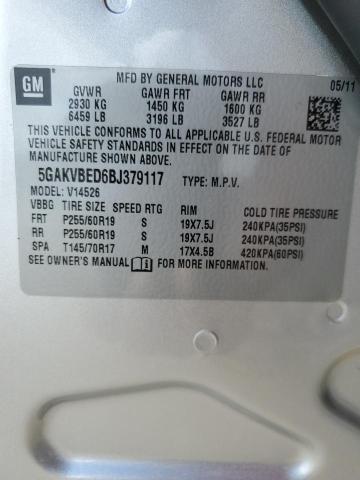 GM
MFD BY GENERAL MOTORS LLC 05/11
GVWR GAWR FRT GAWR RR
2930 KG 1450 KG 1600 KG
6459 LB 3196 LB 3527 LB
THIS VEHICLE CONFORMS TO ALL APPLICABLE U.S. FEDERAL MOTOR
VEHICLE SAFETY STANDARDS IN EFFECT ON THE DATE OF
MANUFACTURE SHOWN ABOVE.
5GAKVBED6BJ379117 TYPE: M.P.V.
MODEL: V14526
VBBG TIRE SIZE SPEED RTG RIM COLD TIRE PRESSURE
FRT P255/60R19 S 19X7.5J 240KPA(35PSI)
RR P255/60R19 S 19X7.5J 240KPA(35PSI)
SPA T145/70R17 M 17X4.5B 420KPA(60PSI)
SEE OWNER'S MANUAL FOR MORE INFORMATION.